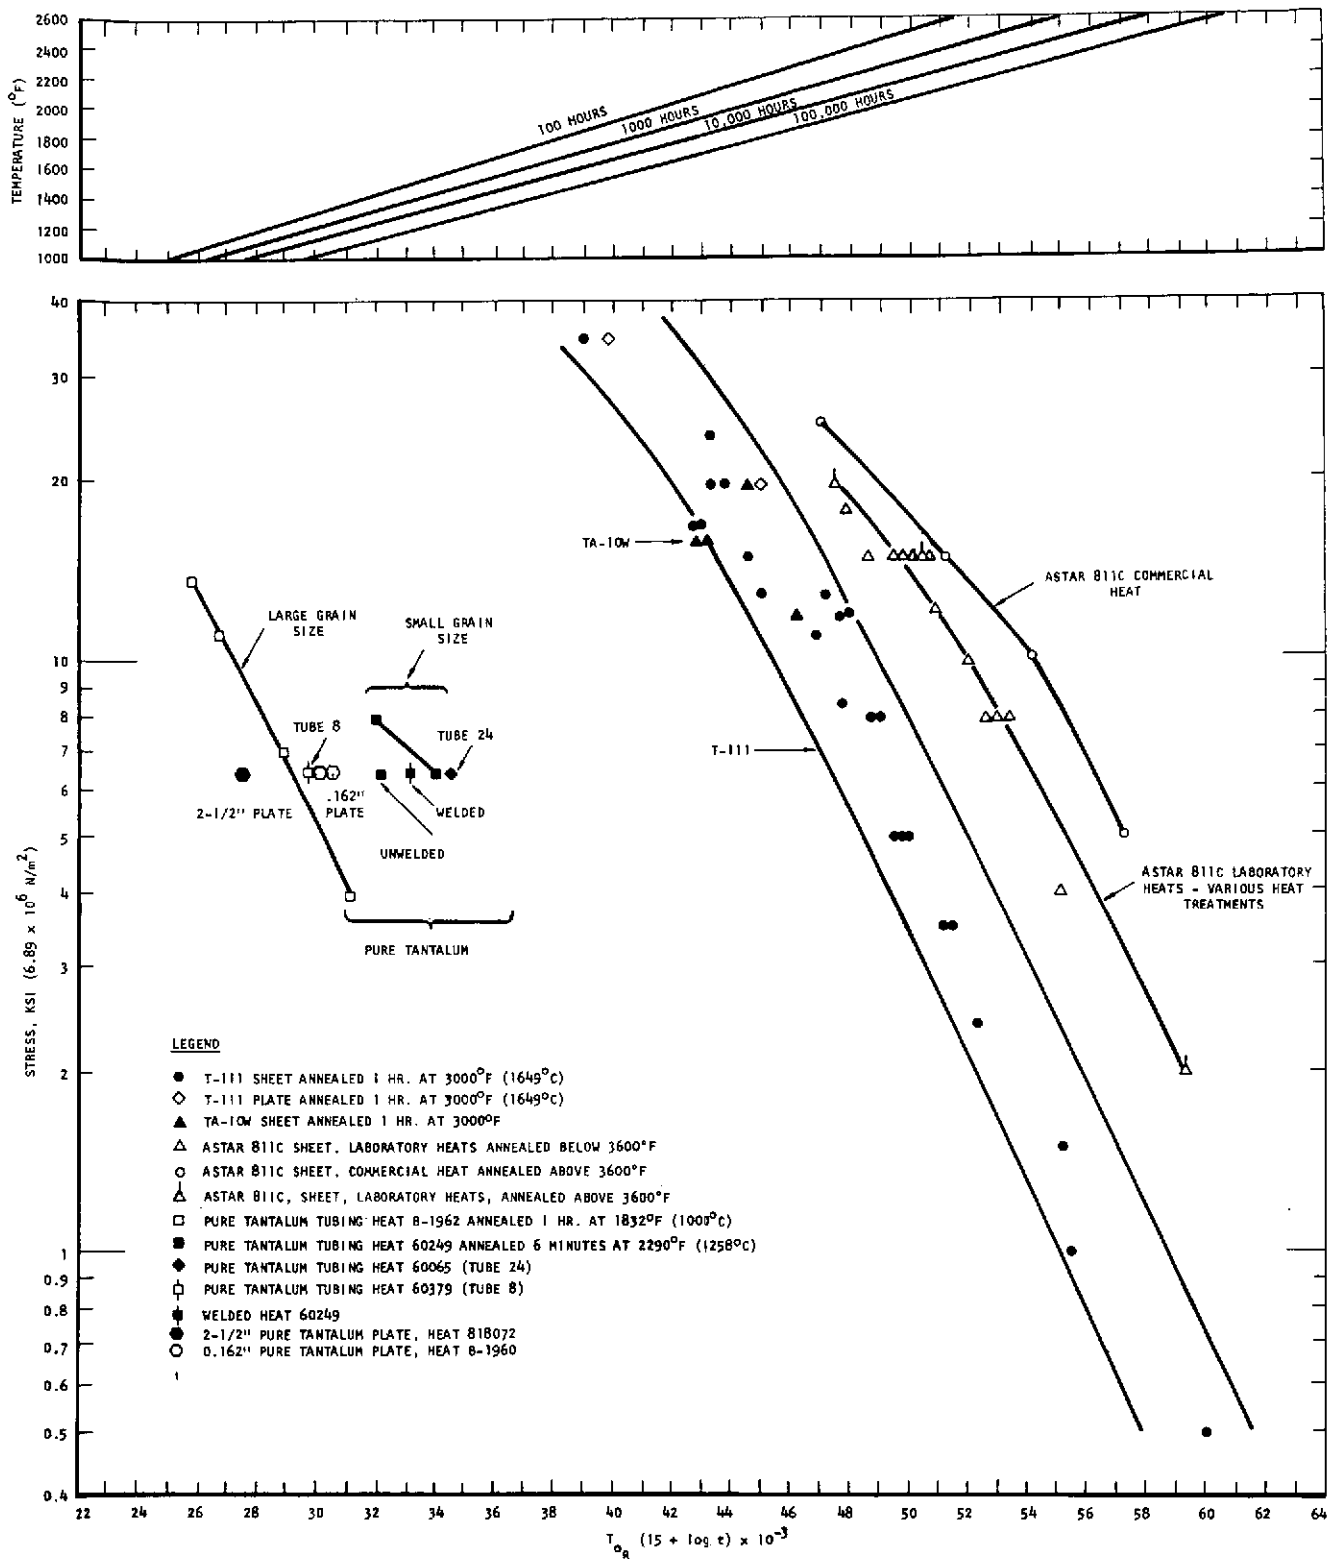 2600
2400
2200
2000
1800
1600
1400
1200
1000
TEMPERATURE (°F)
100 HOURS
1000 HOURS
10,000 HOURS
100,000 HOURS
40
30
20
10
9
8
7
6
5
4
3
2
1
0.9
0.8
0.7
0.6
0.5
0.4
STRESS, KSI (6.89 x 10⁶ N/m²)
TA-10W
ASTAR 811C COMMERCIAL
HEAT
LARGE GRAIN
SIZE
SMALL GRAIN
SIZE
TUBE 8
TUBE 24
T-111
2-1/2" PLATE
.162"
PLATE
WELDED
UNWELDED
ASTAR 811C LABORATORY
HEATS - VARIOUS HEAT
TREATMENTS
PURE TANTALUM
LEGEND
T-111 SHEET ANNEALED 1 HR. AT 3000°F (1649°C)
T-111 PLATE ANNEALED 1 HR. AT 3000°F (1649°C)
TA-10W SHEET ANNEALED 1 HR. AT 3000°F
ASTAR 811C SHEET, LABORATORY HEATS ANNEALED BELOW 3600°F
ASTAR 811C SHEET, COMMERCIAL HEAT ANNEALED ABOVE 3600°F
ASTAR 811C, SHEET, LABORATORY HEATS, ANNEALED ABOVE 3600°F
PURE TANTALUM TUBING HEAT B-1962 ANNEALED 1 HR. AT 1832°F (1000°C)
PURE TANTALUM TUBING HEAT 60249 ANNEALED 6 MINUTES AT 2290°F (1258°C)
PURE TANTALUM TUBING HEAT 60065 (TUBE 24)
PURE TANTALUM TUBING HEAT 60379 (TUBE 8)
WELDED HEAT 60249
2-1/2" PURE TANTALUM PLATE, HEAT 818072
0.162" PURE TANTALUM PLATE, HEAT B-1960
22 24 26 28 30 32 34 36 38 40 42 44 46 48 50 52 54 56 58 60 62 64
T°R (15 + log t) x 10⁻³